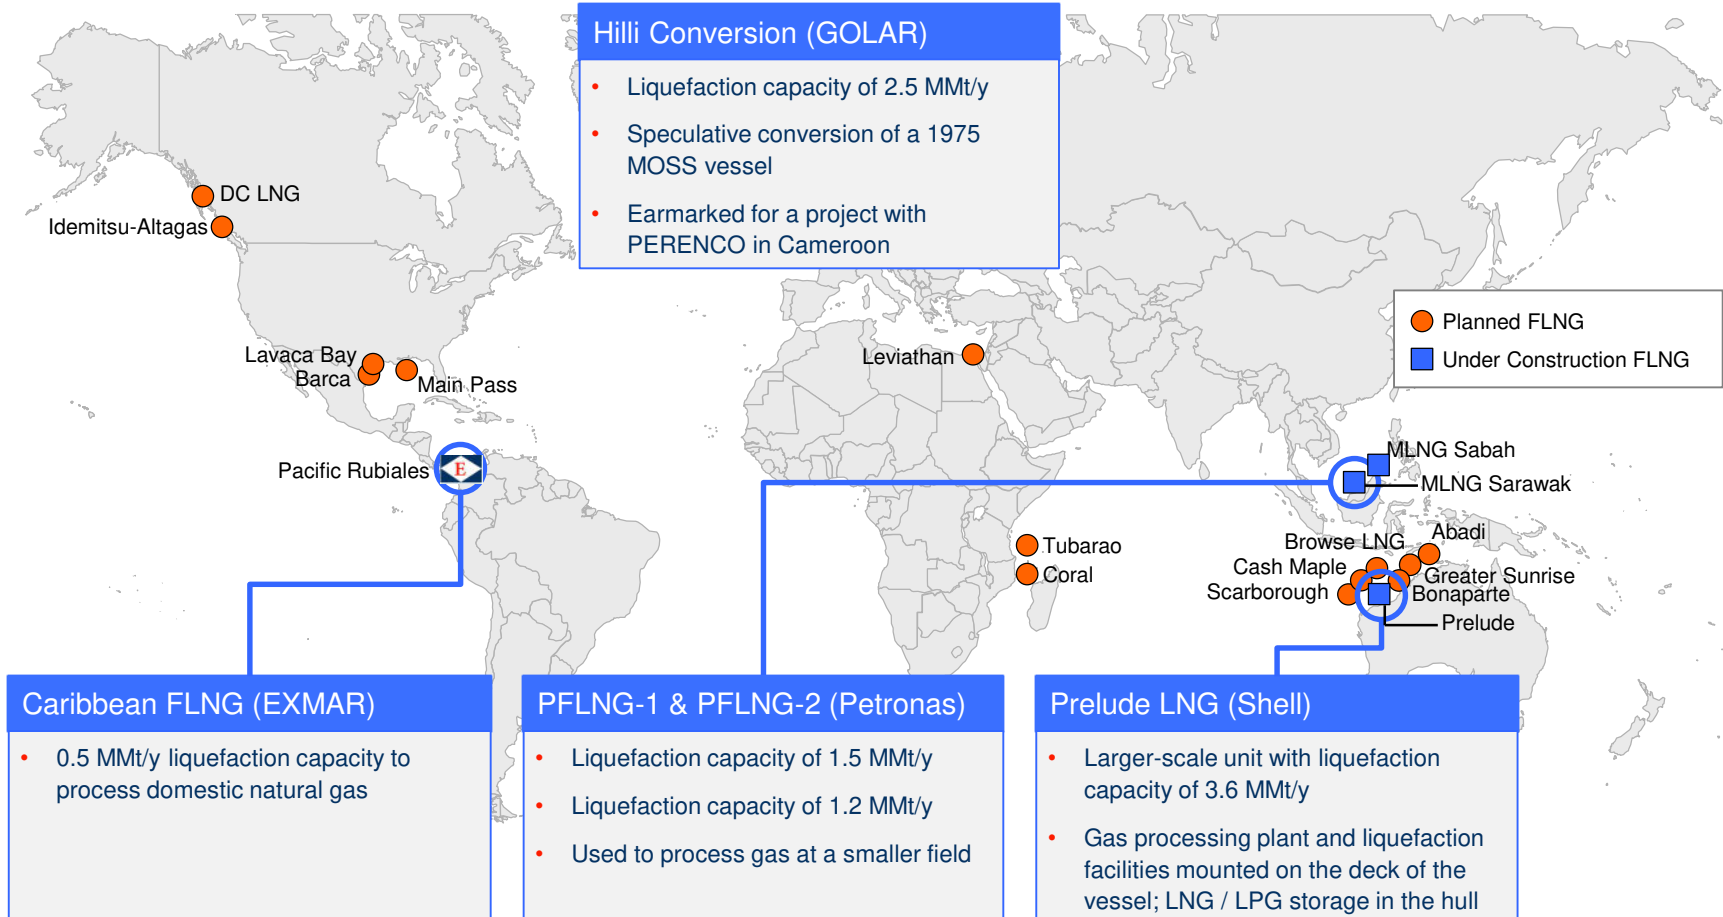 Hilli Conversion (GOLAR)
• Liquefaction capacity of 2.5 MMt/y
• Speculative conversion of a 1975
MOSS vessel
• Earmarked for a project with
PERENCO in Cameroon
DC LNG
Idemitsu-Altagas
Planned FLNG
Under Construction FLNG
Lavaca Bay
Barca
Main Pass
Leviathan
Pacific Rubiales
E
MLNG Sabah
MLNG Sarawak
Tubarao
Coral
Abadi
Browse LNG
Cash Maple
Greater Sunrise
Scarborough
Bonaparte
Prelude
Caribbean FLNG (EXMAR)
• 0.5 MMt/y liquefaction capacity to
process domestic natural gas
PFLNG-1 & PFLNG-2 (Petronas)
• Liquefaction capacity of 1.5 MMt/y
• Liquefaction capacity of 1.2 MMt/y
• Used to process gas at a smaller field
Prelude LNG (Shell)
• Larger-scale unit with liquefaction
capacity of 3.6 MMt/y
• Gas processing plant and liquefaction
facilities mounted on the deck of the
vessel; LNG / LPG storage in the hull